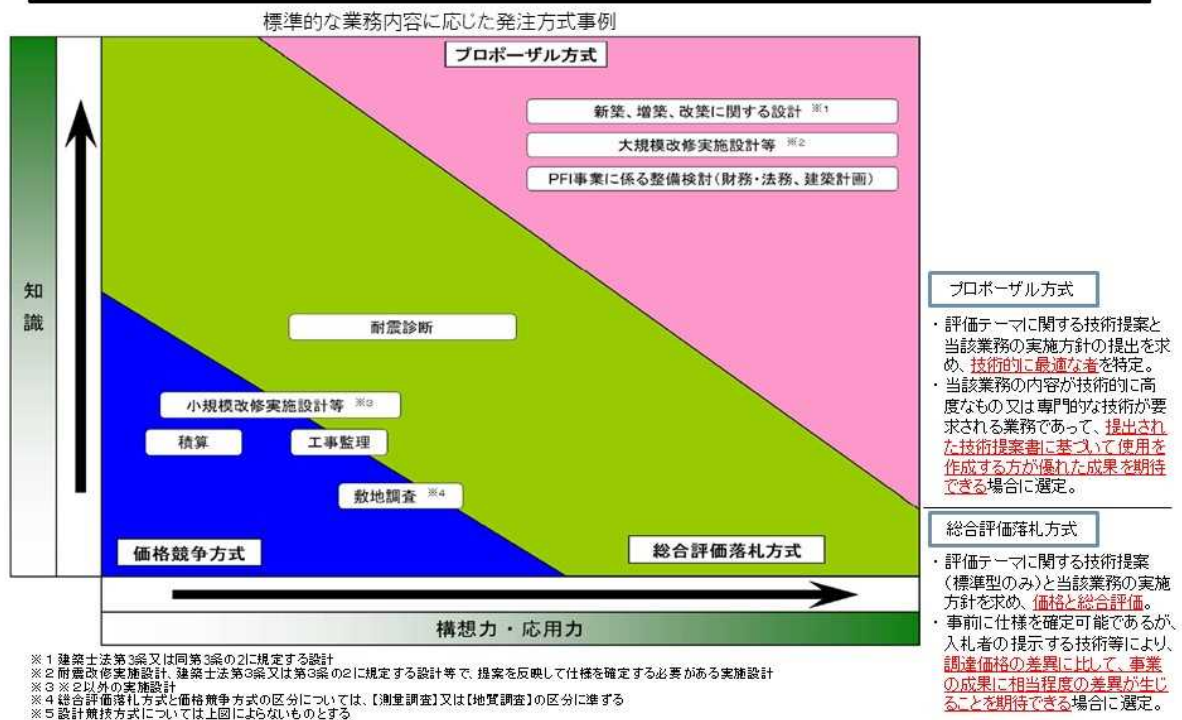 標準的な業務内容に応じた発注方式事例
プロポーザル方式
新築、増築、改築に関する設計 ※1
大規模改修実施設計等 ※2
PFI事業に係る整備検討(財務・法務、建築計画)
知
識
耐震診断
小規模改修実施設計等 ※3
積算
工事監理
敷地調査 ※4
価格競争方式
総合評価落札方式
構想力・応用力
プロポーザル方式
・評価テーマに関する技術提案と
当該業務の実施方針の提出を求
め、技術的に最適な者を特定。
・当該業務の内容が技術的に高
度なもの又は専門的な技術が要
求される業務であって、提出され
た技術提案書に基づいて使用を
作成する方が優れた成果を期待
できる場合に選定。
総合評価落札方式
・評価テーマに関する技術提案
(標準型のみ)と当該業務の実施
方針を求め、価格と総合評価。
・事前に仕様を確定可能であるが、
入札者の提示する技術等により、
調達価格の差異に比して、事業
の成果に相当程度の差異が生じ
ることを期待できる場合に選定。
※1 建築士法第3条又は同第3条の2に規定する設計
※2 耐震改修実施設計、建築士法第3条又は第3条の2に規定する設計等で、提案を反映して仕様を確定する必要がある実施設計
※3 ※2以外の実施設計
※4 総合評価落札方式と価格競争方式の区分については、【測量調査】又は【地質調査】の区分に準ずる
※5 設計競技方式については上図によらないものとする